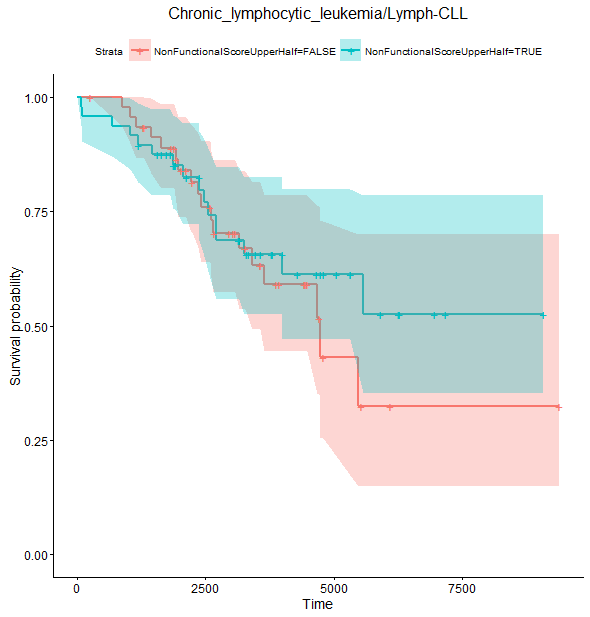 Chronic_lymphocytic_leukemia/Lymph-CLL
Strata NonFunctionalScoreUpperHalf=FALSE NonFunctionalScoreUpperHalf=TRUE
1.00
0.75
0.50
0.25
0.00
Survival probability
0 2500 5000 7500
Time